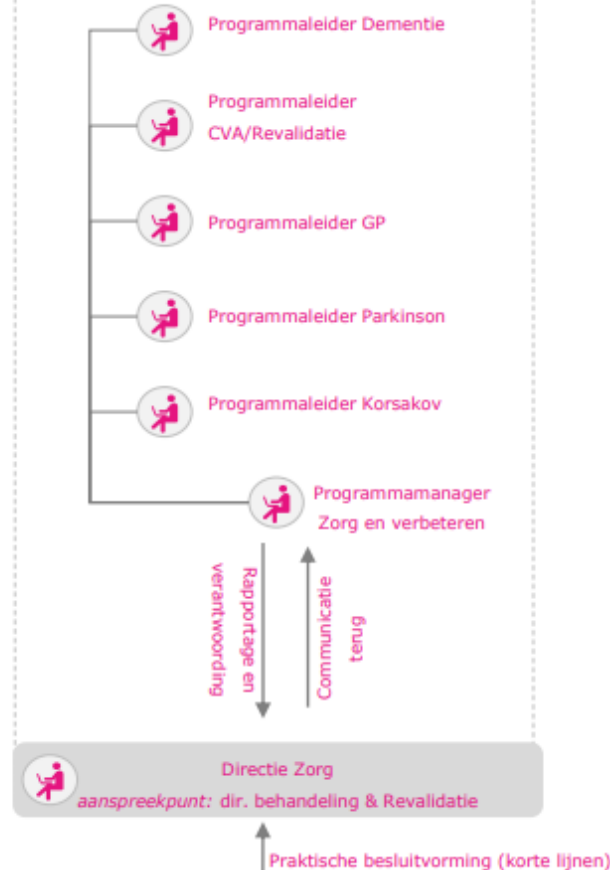 Programmaleider Dementie
Programmaleider
CVA/Revalidatie
Programmaleider GP
Programmaleider Parkinson
Programmaleider Korsakov
Programmamanager
Zorg en verbeteren
Rapportage en
verantwoording
Communicatie
terug
Directie Zorg
aanspreekpunt: dir. behandeling & Revalidatie
Praktische besluitvorming (korte lijnen)